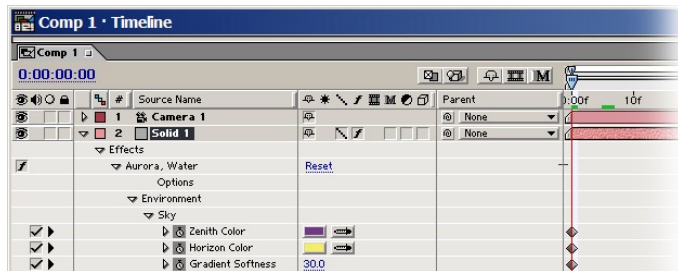 Comp 1 · Timeline
Comp 1
0:00:00:00
# Source Name Parent
:00f 10f
1 Camera 1 None
2 Solid 1 None
Effects
Aurora, Water Reset
Options
Environment
Sky
Zenith Color
Horizon Color
Gradient Softness 30.0